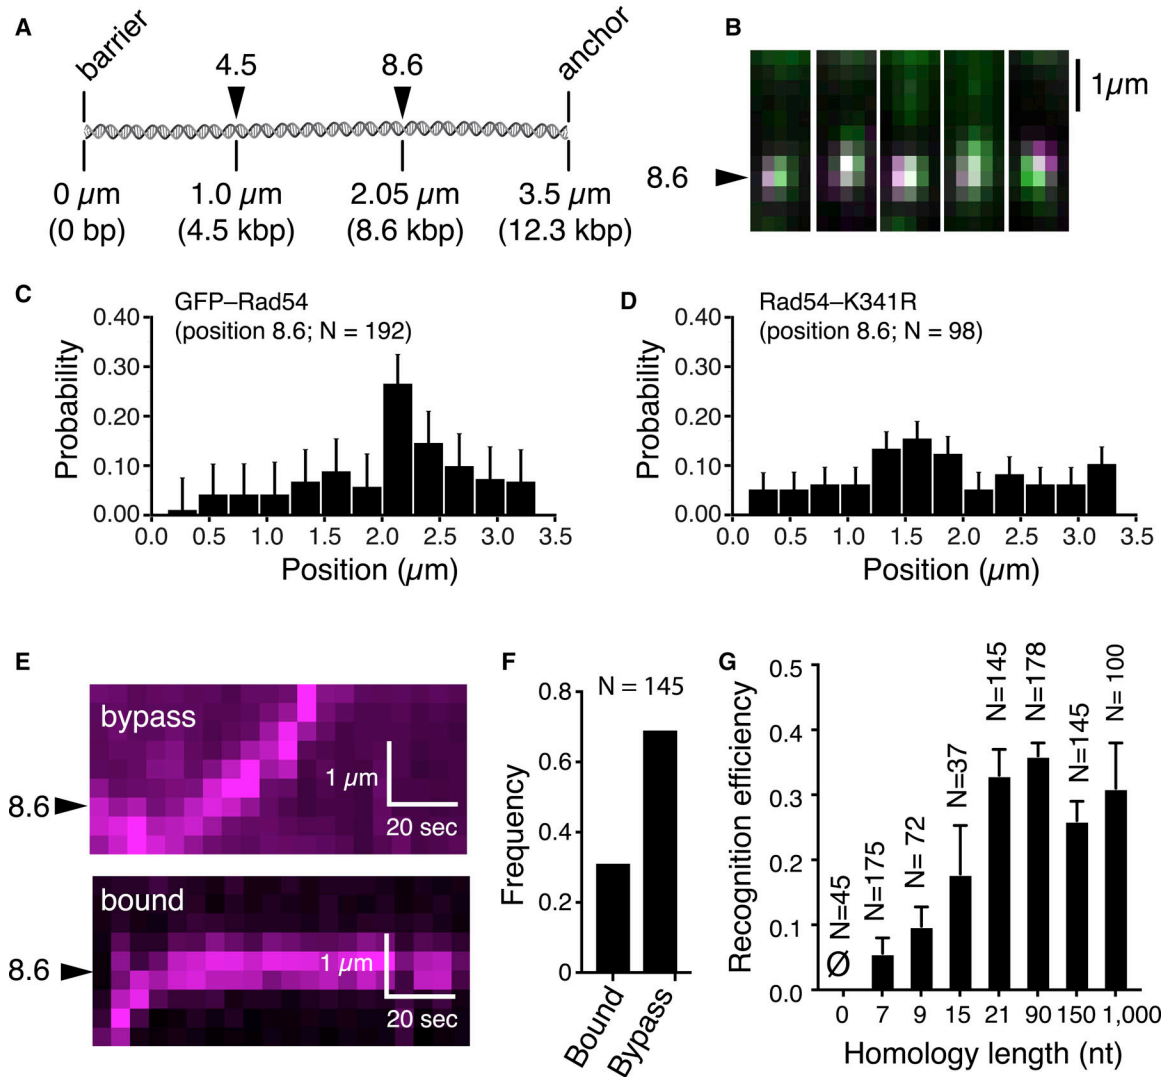 A
barrier
4.5
8.6
anchor
0 µm
(0 bp)
1.0 µm
(4.5 kbp)
2.05 µm
(8.6 kbp)
3.5 µm
(12.3 kbp)
B
1µm
8.6
C
GFP–Rad54
(position 8.6; N = 192)
Probability
0.40
0.30
0.20
0.10
0.00
0.0 0.5 1.0 1.5 2.0 2.5 3.0 3.5
Position (µm)
D
Rad54–K341R
(position 8.6; N = 98)
Probability
0.40
0.30
0.20
0.10
0.00
0.0 0.5 1.0 1.5 2.0 2.5 3.0 3.5
Position (µm)
E
bypass
8.6
1 µm
20 sec
bound
8.6
1 µm
20 sec
F
N = 145
Frequency
0.8
0.6
0.4
0.2
0
Bound
Bypass
G
Recognition efficiency
0.5
0.4
0.3
0.2
0.1
0.0
Ø N=45
N=175
N= 72
N=37
N=145
N=178
N=145
N= 100
0 7 9 15 21 90 150 1,000
Homology length (nt)